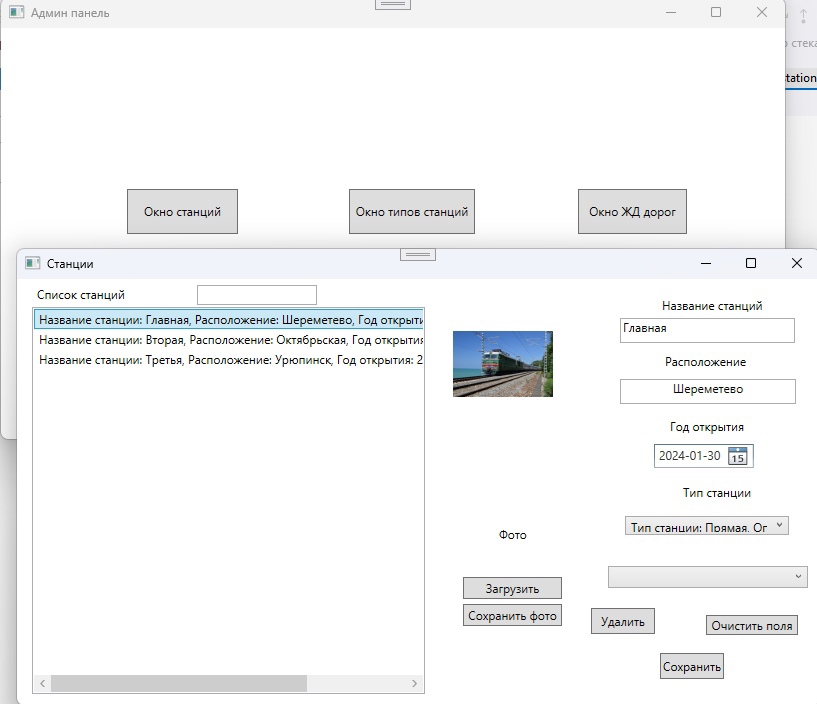 Админ панель
стека
tation
Окно станций
Окно типов станций
Окно ЖД дорог
Станции
Список станций
Название станции: Главная, Расположение: Шереметево, Год открыти
Название станции: Вторая, Расположение: Октябрьская, Год открытия
Название станции: Третья, Расположение: Урюпинск, Год открытия: 2
Название станций
Главная
Расположение
Шереметево
Год открытия
2024-01-30
15
Тип станции
Тип станции: Прямая, Ог
Фото
Загрузить
Сохранить фото
Удалить
Очистить поля
Сохранить